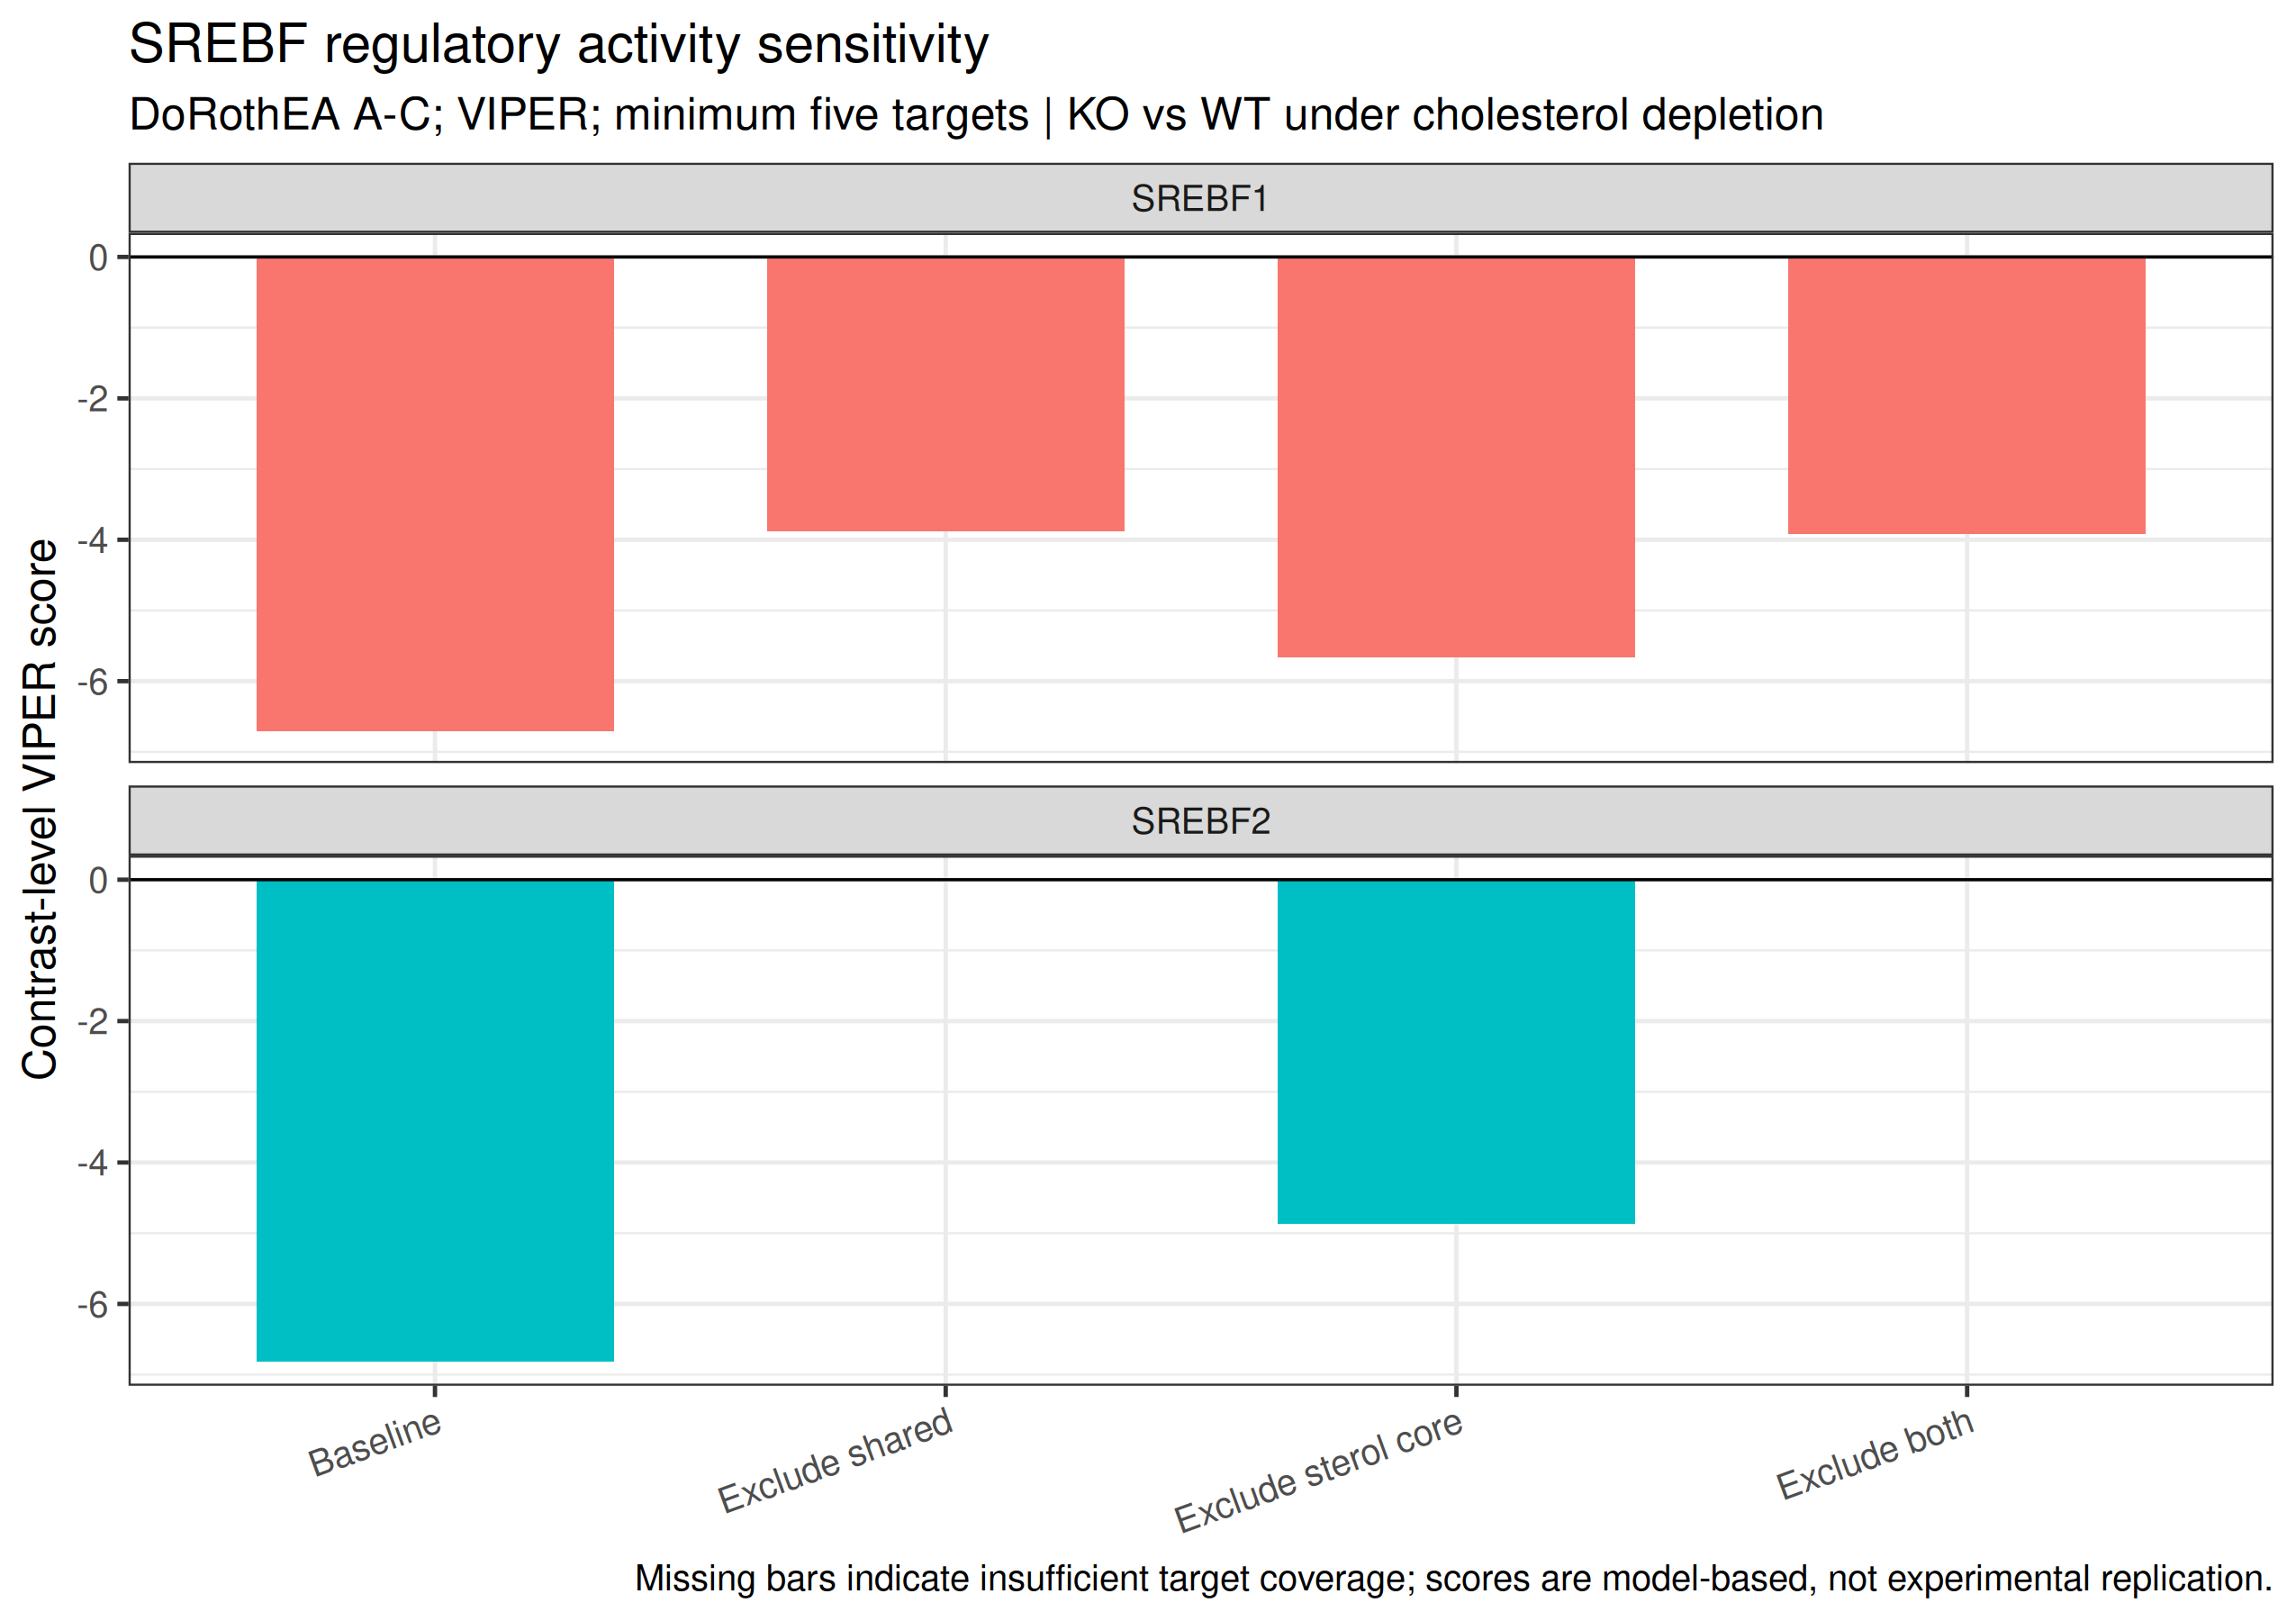 SREBF regulatory activity sensitivity
DoRothEA A-C; VIPER; minimum five targets | KO vs WT under cholesterol depletion
SREBF1
0
-2
-4
-6
Contrast-level VIPER score
SREBF2
0
-2
-4
-6
Baseline
Exclude shared
Exclude sterol core
Exclude both
Missing bars indicate insufficient target coverage; scores are model-based, not experimental replication.